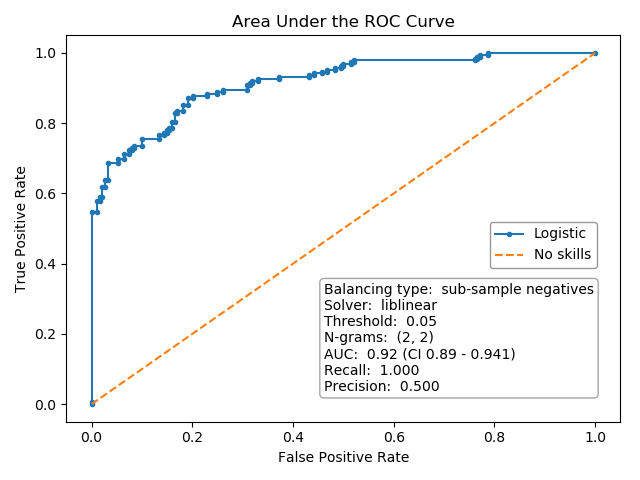 Area Under the ROC Curve
True Positive Rate
1.0
0.8
0.6
0.4
0.2
0.0
Logistic
No skills
Balancing type:  sub-sample negatives
Solver:  liblinear
Threshold:  0.05
N-grams:  (2, 2)
AUC:  0.92 (CI 0.89 - 0.941)
Recall:  1.000
Precision:  0.500
0.0 0.2 0.4 0.6 0.8 1.0
False Positive Rate